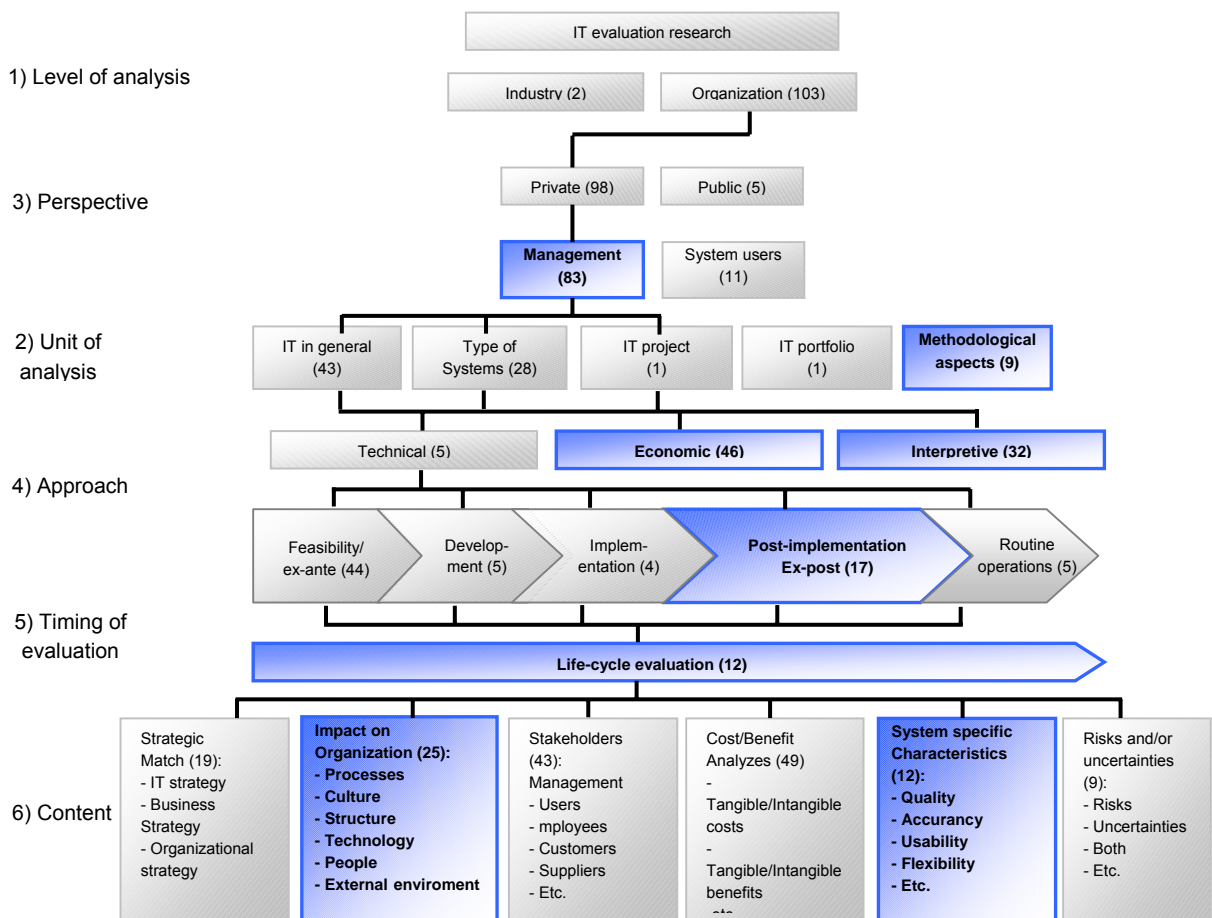 IT evaluation research
1) Level of analysis
Industry (2)
Organization (103)
3) Perspective
Private (98)
Public (5)
Management
(83)
System users
(11)
2) Unit of
analysis
IT in general
(43)
Type of
Systems (28)
IT project
(1)
IT portfolio
(1)
Methodological
aspects (9)
Technical (5)
Economic (46)
Interpretive (32)
4) Approach
Feasibility/
ex-ante (44)
Develop-
ment (5)
Implem-
entation (4)
Post-implementation
Ex-post (17)
Routine
operations (5)
5) Timing of
evaluation
Life-cycle evaluation (12)
6) Content
Strategic
Match (19):
- IT strategy
- Business
Strategy
- Organizational
strategy
Impact on
Organization (25):
- Processes
- Culture
- Structure
- Technology
- People
- External enviroment
Stakeholders
(43):
Management
- Users
mployees
- Customers
- Suppliers
- Etc.
Cost/Benefit
Analyzes (49)
-
Tangible/Intangible
costs
-
Tangible/Intangible
benefits
System specific
Characteristics
(12):
- Quality
- Accurancy
- Usability
- Flexibility
- Etc.
Risks and/or
uncertainties
(9):
- Risks
- Uncertainties
- Both
- Etc.